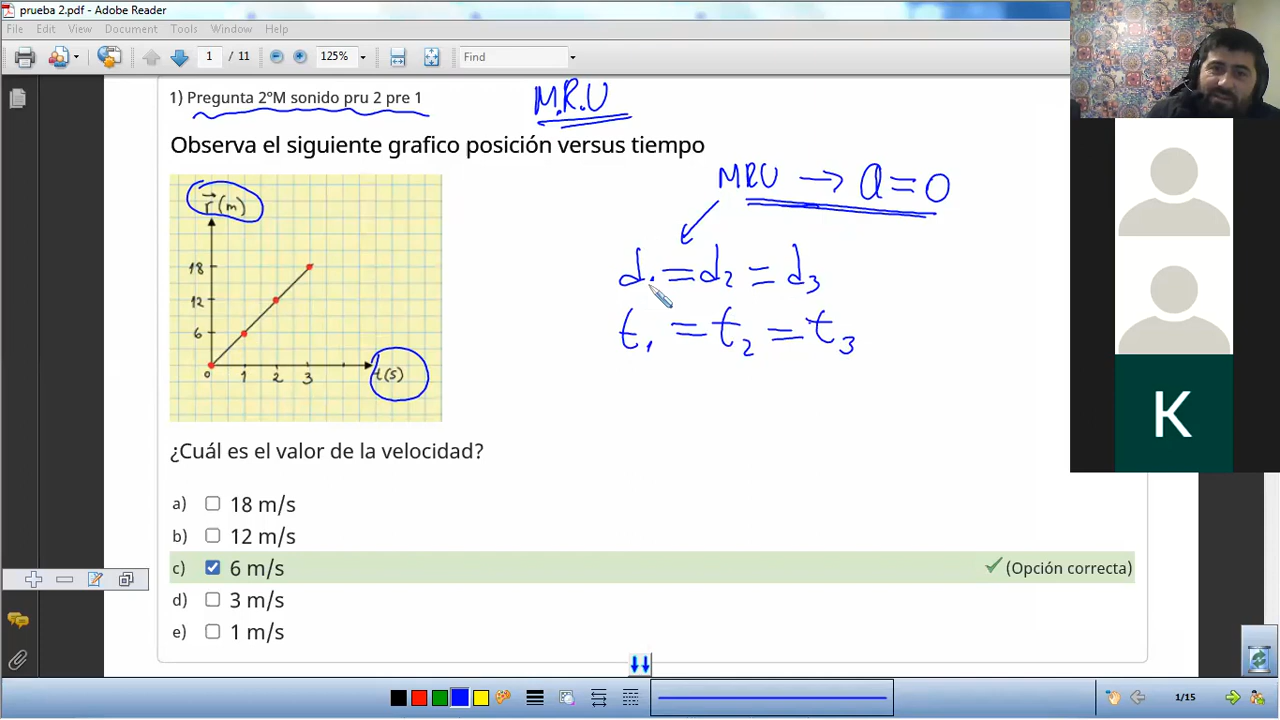 prueba 2.pdf - Adobe Reader
File Edit View Document Tools Window Help
1 / 11 125% Find
1) Pregunta 2°M sonido pru 2 pre 1
M.R.U
Observa el siguiente grafico posición versus tiempo
MRU → a = 0
r (m)
18
12
6
0 1 2 3 t(s)
d1 = d2 = d3
t1 = t2 = t3
¿Cuál es el valor de la velocidad?
a) 18 m/s
b) 12 m/s
c) 6 m/s (Opción correcta)
d) 3 m/s
e) 1 m/s
K
1/15